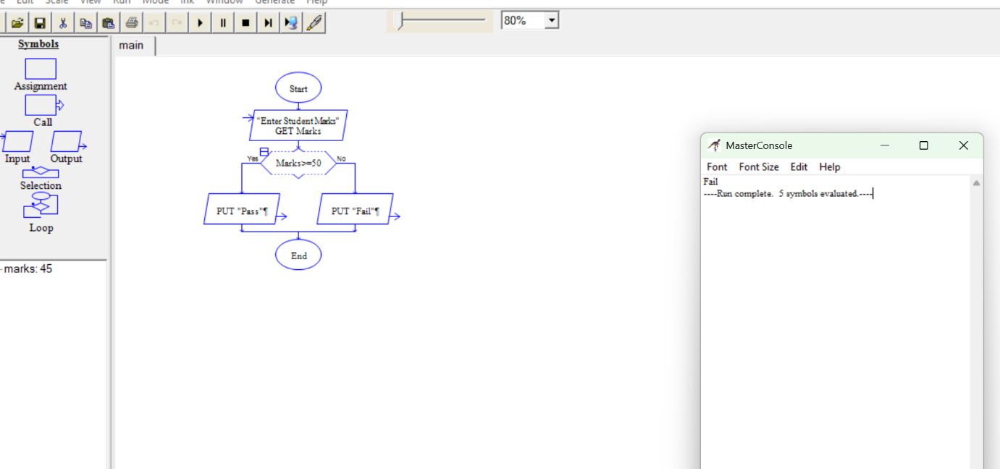 Edit Scale View Run Mode Ink Window Generate Help
80%
Symbols
main
Assignment
Call
Input Output
Selection
Loop
marks: 45
Start
"Enter Student Marks"
GET Marks
Yes
No
Marks>=50
PUT "Pass"¶
PUT "Fail"¶
End
MasterConsole
Font Font Size Edit Help
Fail
----Run complete. 5 symbols evaluated.----